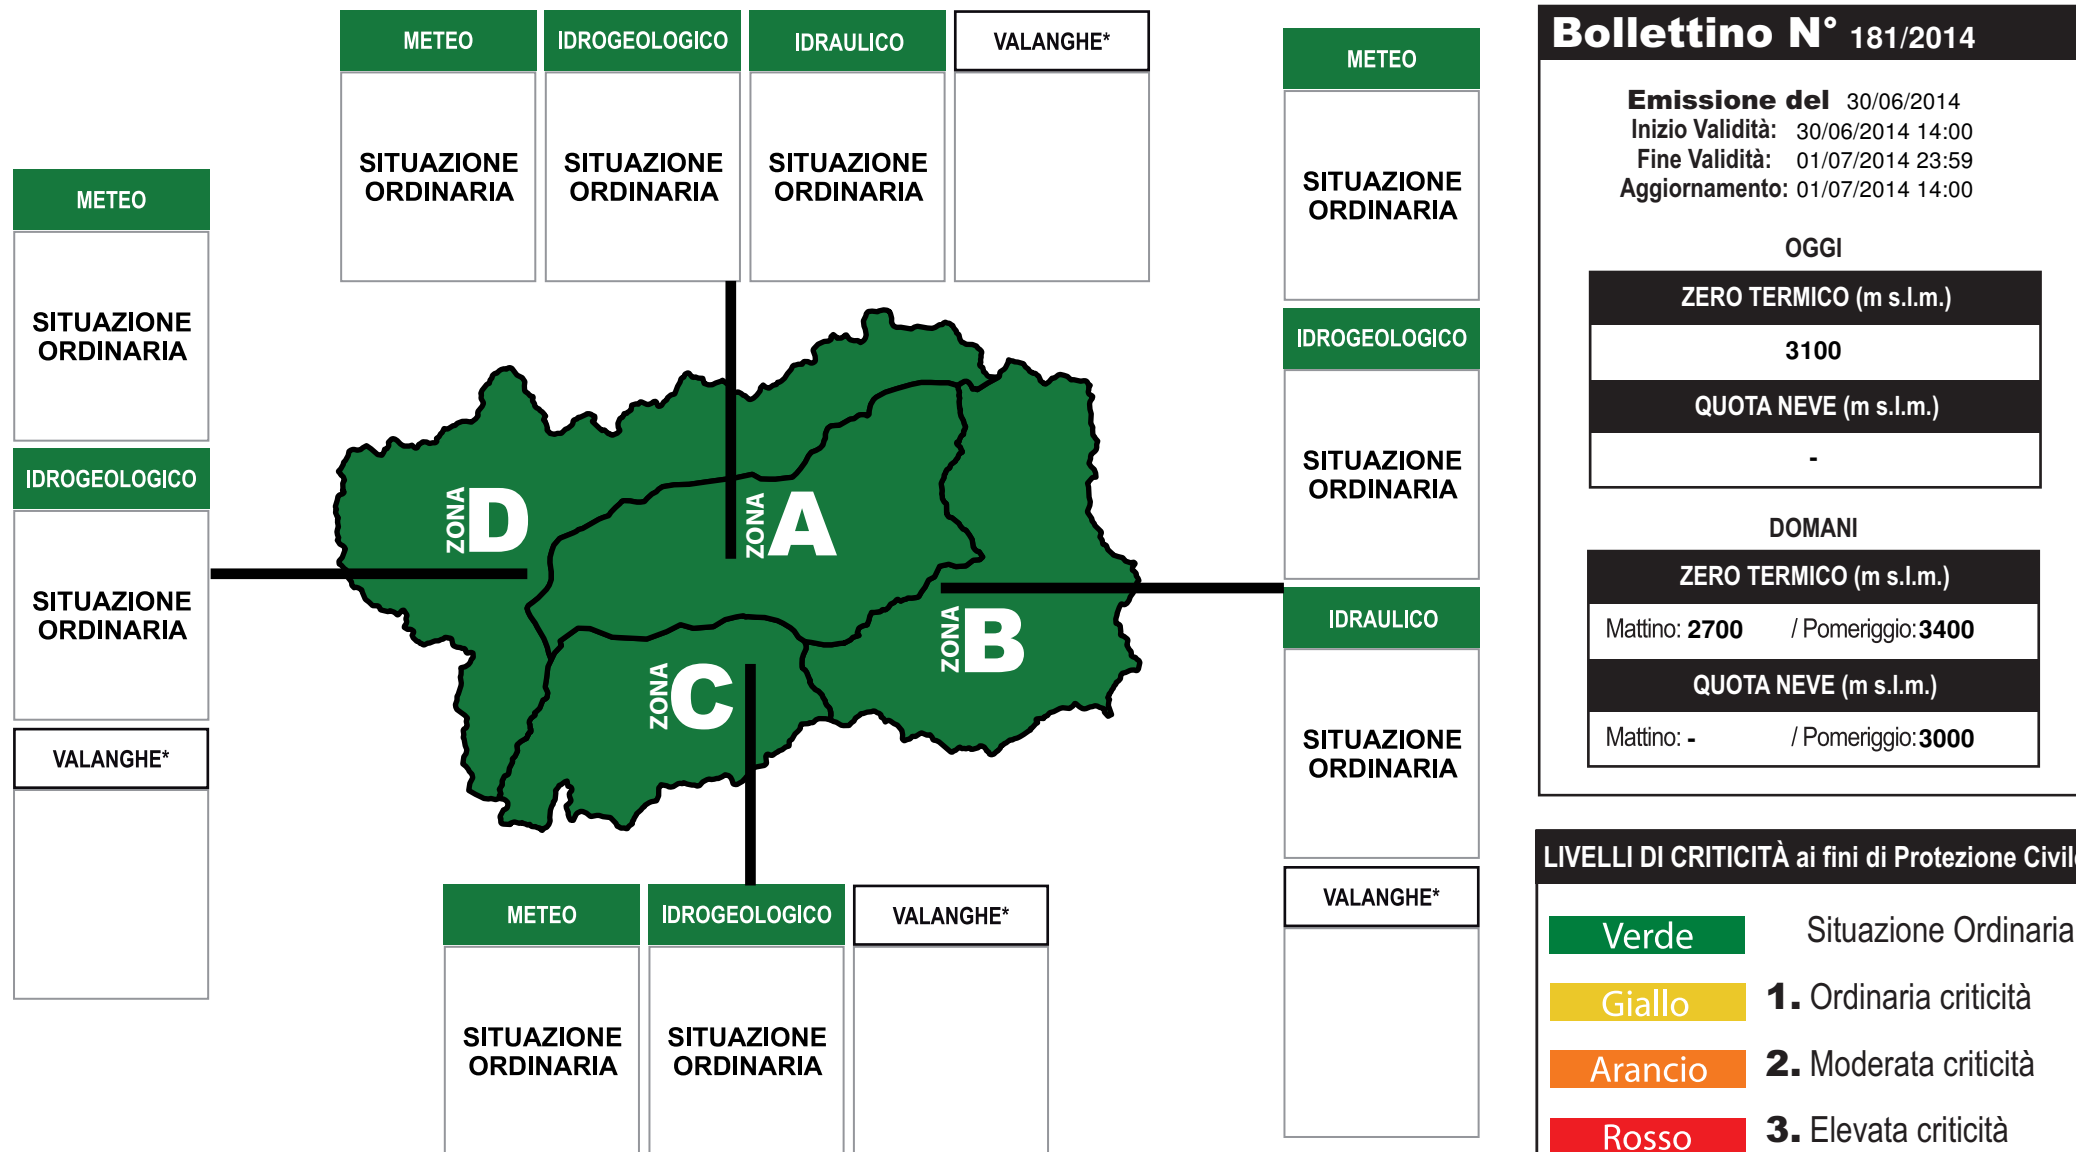 METEO
IDROGEOLOGICO
IDRAULICO
VALANGHE*
SITUAZIONE
ORDINARIA
SITUAZIONE
ORDINARIA
SITUAZIONE
ORDINARIA
METEO
SITUAZIONE
ORDINARIA
IDROGEOLOGICO
SITUAZIONE
ORDINARIA
VALANGHE*
ZONA D
ZONA A
ZONA B
ZONA C
METEO
SITUAZIONE
ORDINARIA
IDROGEOLOGICO
SITUAZIONE
ORDINARIA
IDRAULICO
SITUAZIONE
ORDINARIA
VALANGHE*
METEO
IDROGEOLOGICO
VALANGHE*
SITUAZIONE
ORDINARIA
SITUAZIONE
ORDINARIA
Bollettino N° 181/2014
Emissione del 30/06/2014
Inizio Validità: 30/06/2014 14:00
Fine Validità: 01/07/2014 23:59
Aggiornamento: 01/07/2014 14:00
OGGI
ZERO TERMICO (m s.l.m.)
3100
QUOTA NEVE (m s.l.m.)
-
DOMANI
ZERO TERMICO (m s.l.m.)
Mattino: 2700 / Pomeriggio: 3400
QUOTA NEVE (m s.l.m.)
Mattino: - / Pomeriggio: 3000
LIVELLI DI CRITICITÀ ai fini di Protezione Civile
Verde Situazione Ordinaria
Giallo 1. Ordinaria criticità
Arancio 2. Moderata criticità
Rosso 3. Elevata criticità